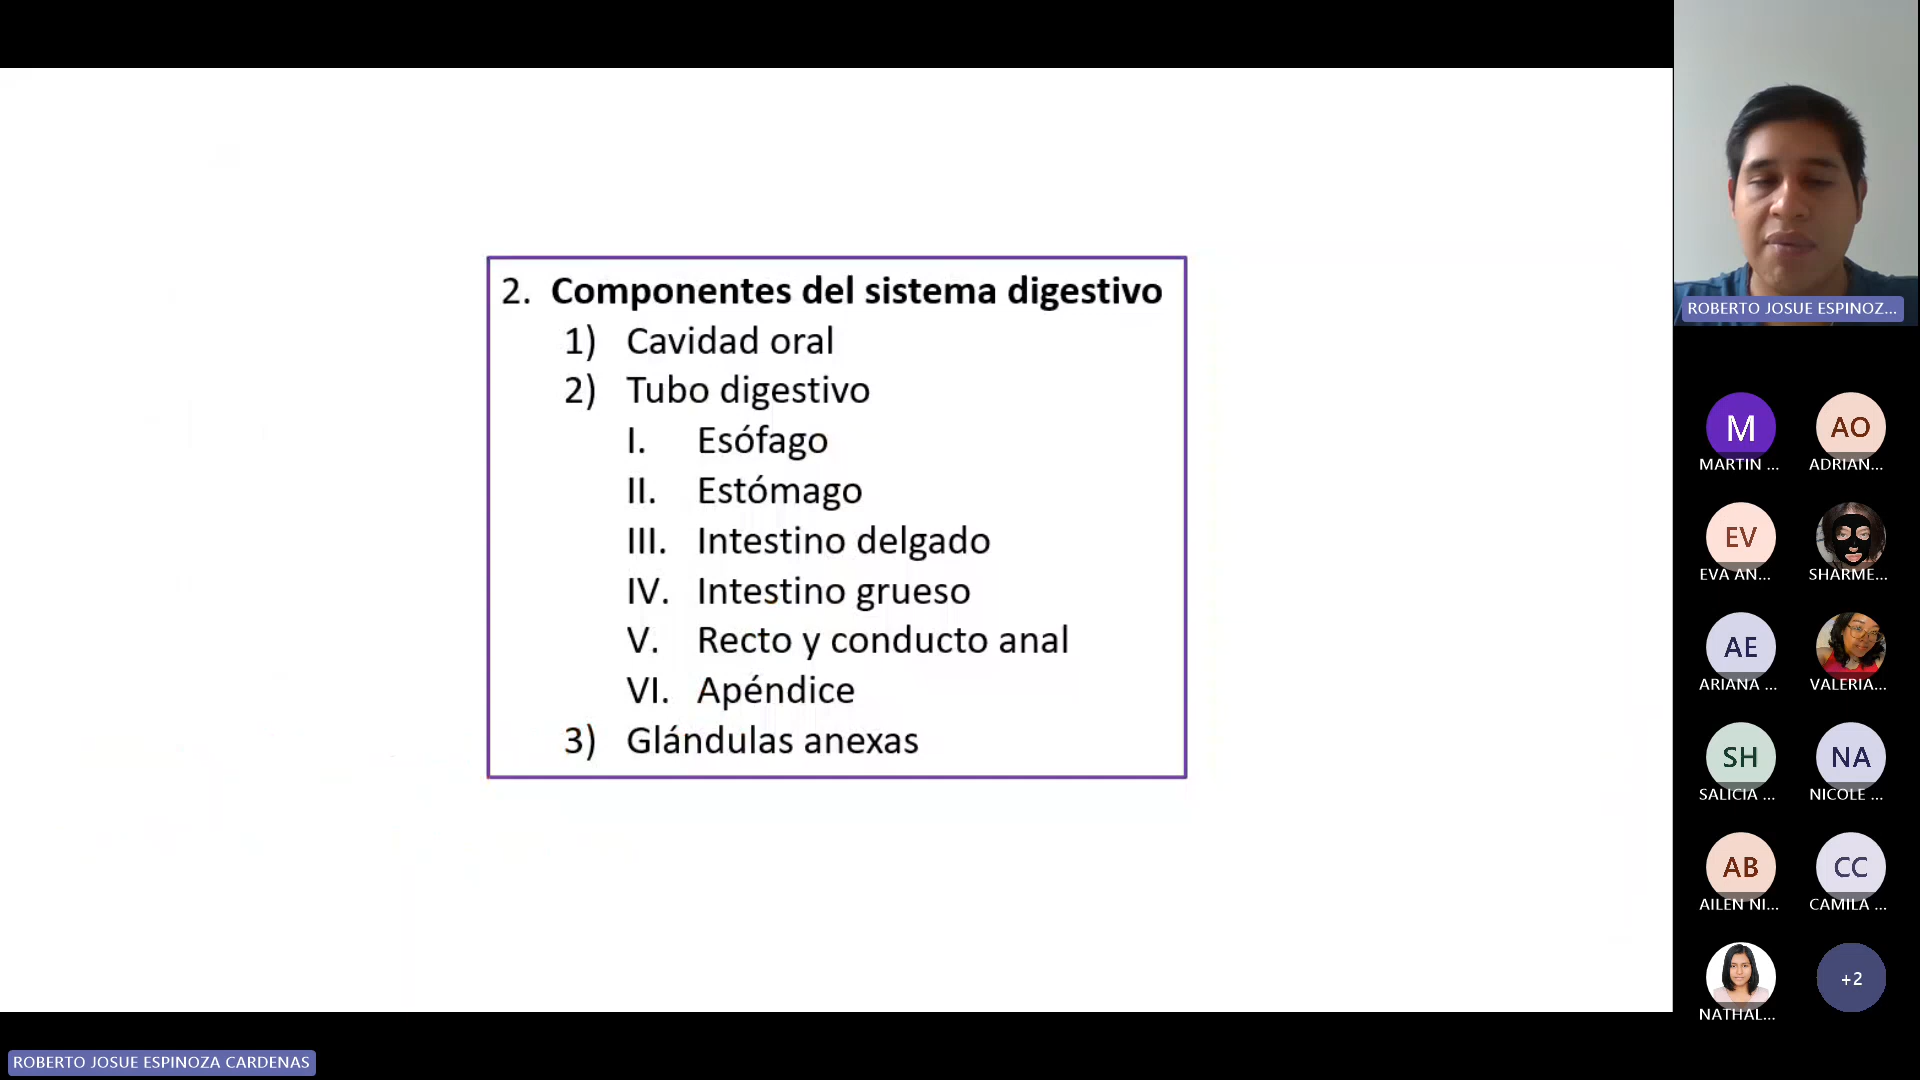 2. Componentes del sistema digestivo
1) Cavidad oral
2) Tubo digestivo
I. Esófago
II. Estómago
III. Intestino delgado
IV. Intestino grueso
V. Recto y conducto anal
VI. Apéndice
3) Glándulas anexas
ROBERTO JOSUE ESPINOZ...
M
MARTIN ...
AO
ADRIAN...
EV
EVA AN...
SHARME...
AE
ARIANA ...
VALERIA...
SH
SALICIA ...
NA
NICOLE ...
AB
AILEN NI...
CC
CAMILA ...
NATHAL...
+2
ROBERTO JOSUE ESPINOZA CARDENAS